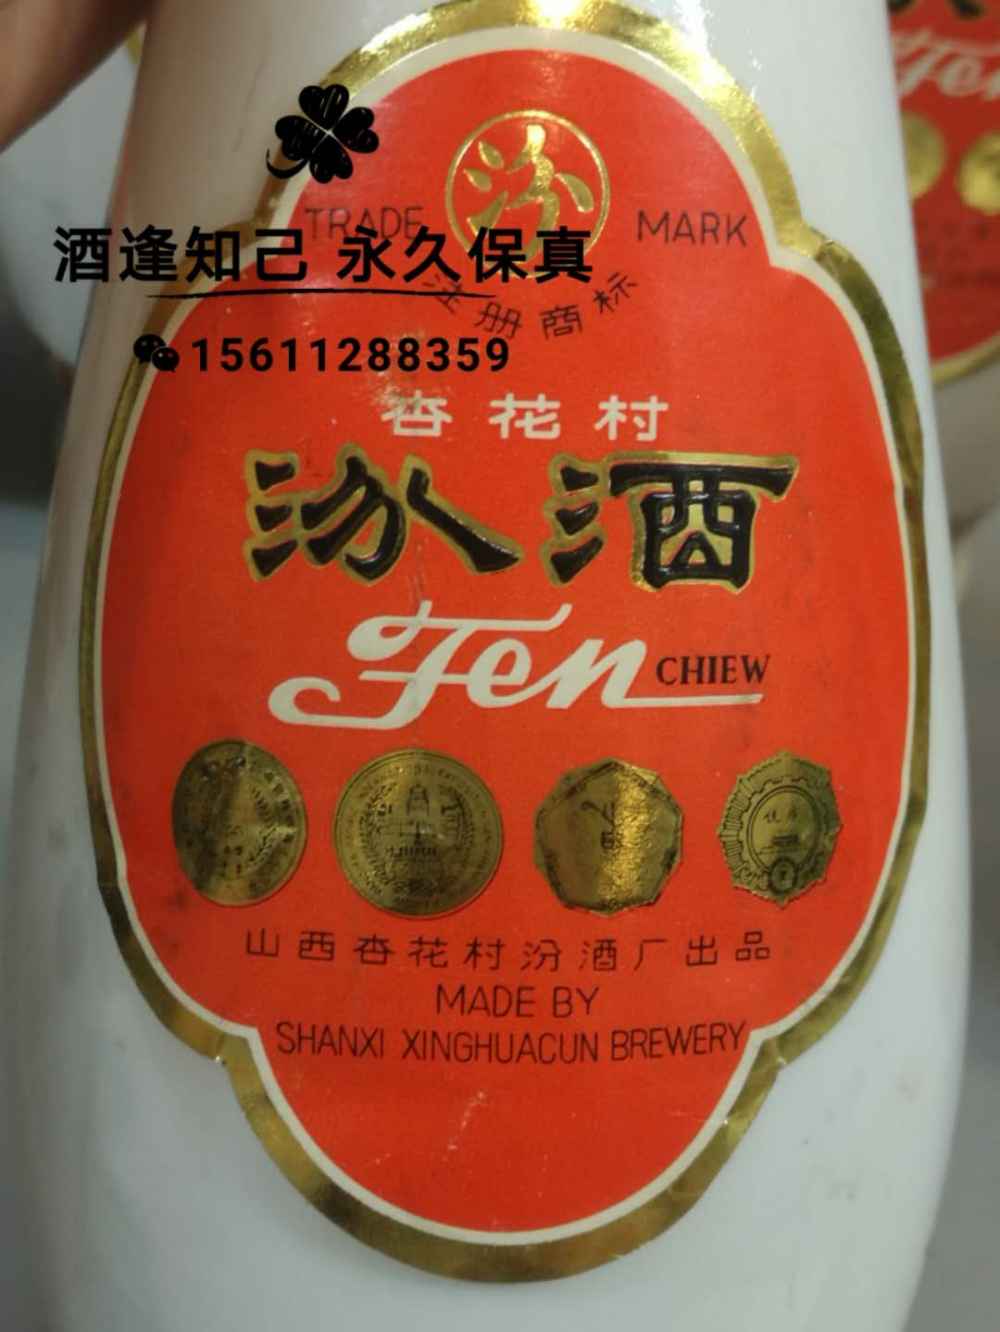 汾
TRADE MARK
酒逢知己 永久保真
注册商标
15611288359
杏花村
汾酒
Fen CHIEW
山西杏花村汾酒厂出品
MADE BY
SHANXI XINGHUACUN BREWERY